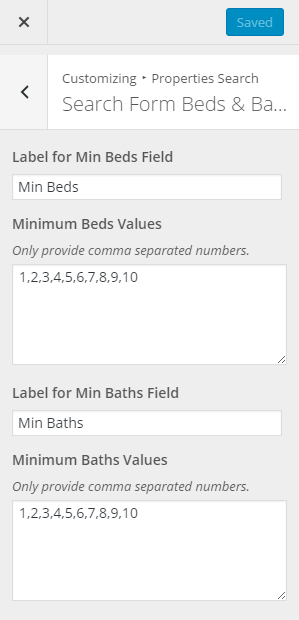 × Saved
Customizing ‣ Properties Search
Search Form Beds & Ba...
Label for Min Beds Field
Min Beds
Minimum Beds Values
Only provide comma separated numbers.
1,2,3,4,5,6,7,8,9,10
Label for Min Baths Field
Min Baths
Minimum Baths Values
Only provide comma separated numbers.
1,2,3,4,5,6,7,8,9,10